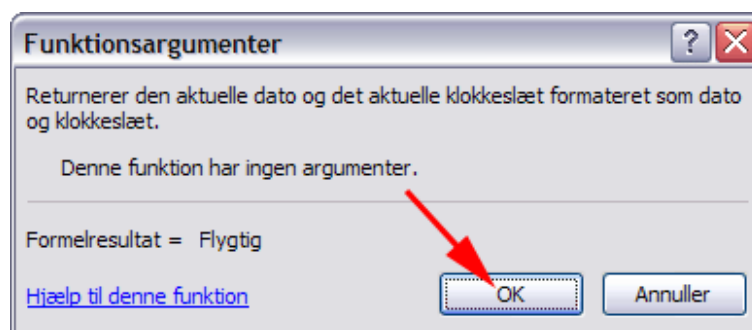 Funktionsargumenter
Returnerer den aktuelle dato og det aktuelle klokkeslæt formateret som dato
og klokkeslæt.
Denne funktion har ingen argumenter.
Formelresultat = Flygtig
Hjælp til denne funktion
OK
Annuller